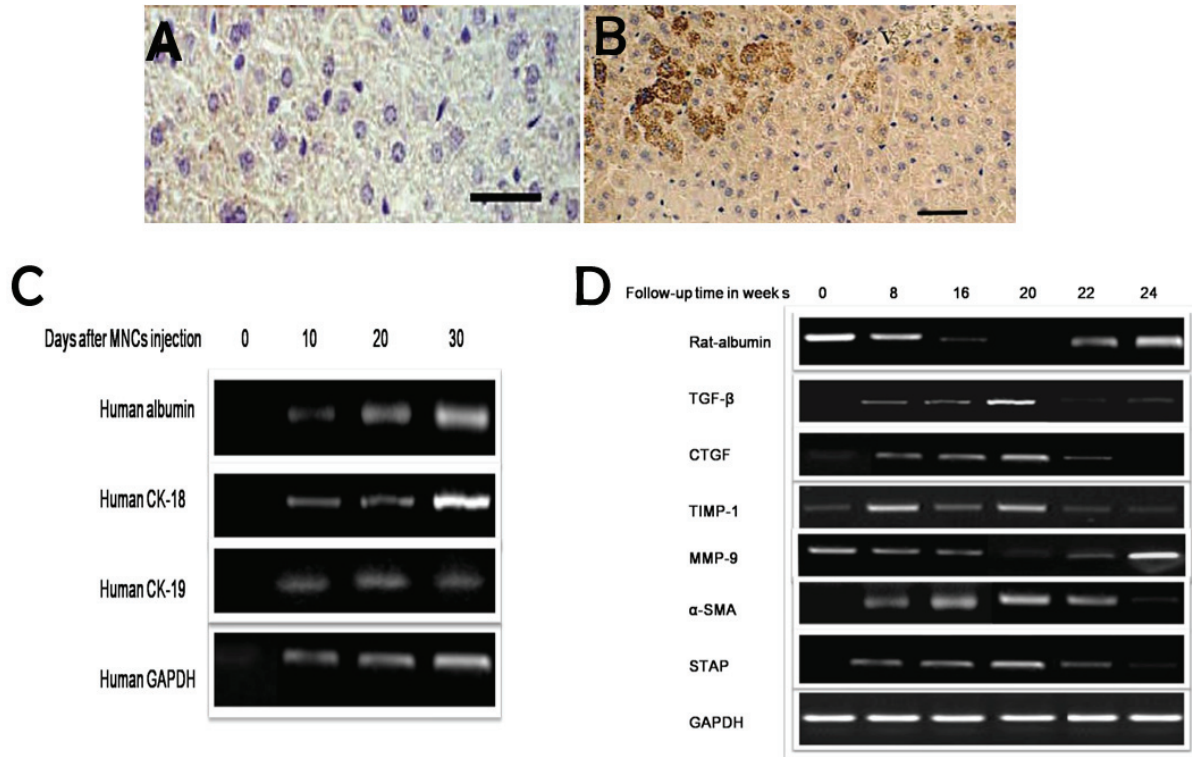 A
B
C
Days after MNCs injection 0 10 20 30
Human albumin
Human CK-18
Human CK-19
Human GAPDH
D
Follow-up time in weeks 0 8 16 20 22 24
Rat-albumin
TGF-β
CTGF
TIMP-1
MMP-9
α-SMA
STAP
GAPDH